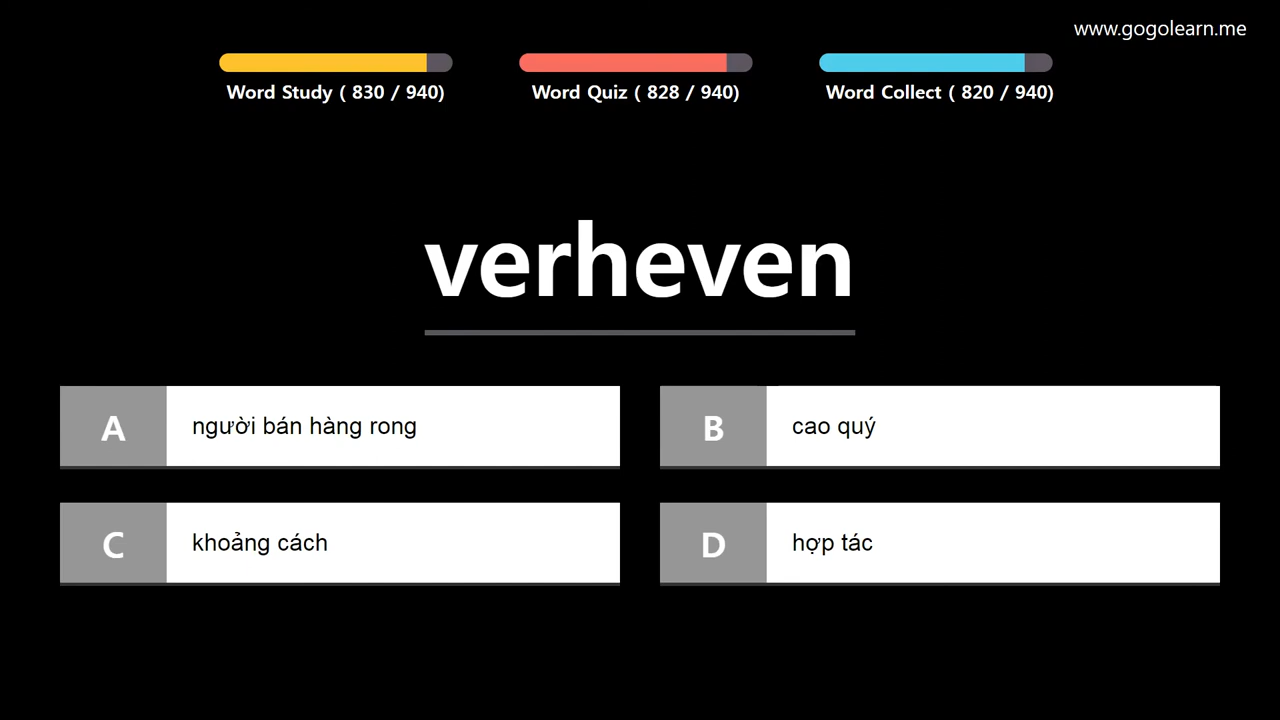 www.gogolearn.me
Word Study ( 830 / 940)
Word Quiz ( 828 / 940)
Word Collect ( 820 / 940)
verheven
A
người bán hàng rong
B
cao quý
C
khoảng cách
D
hợp tác